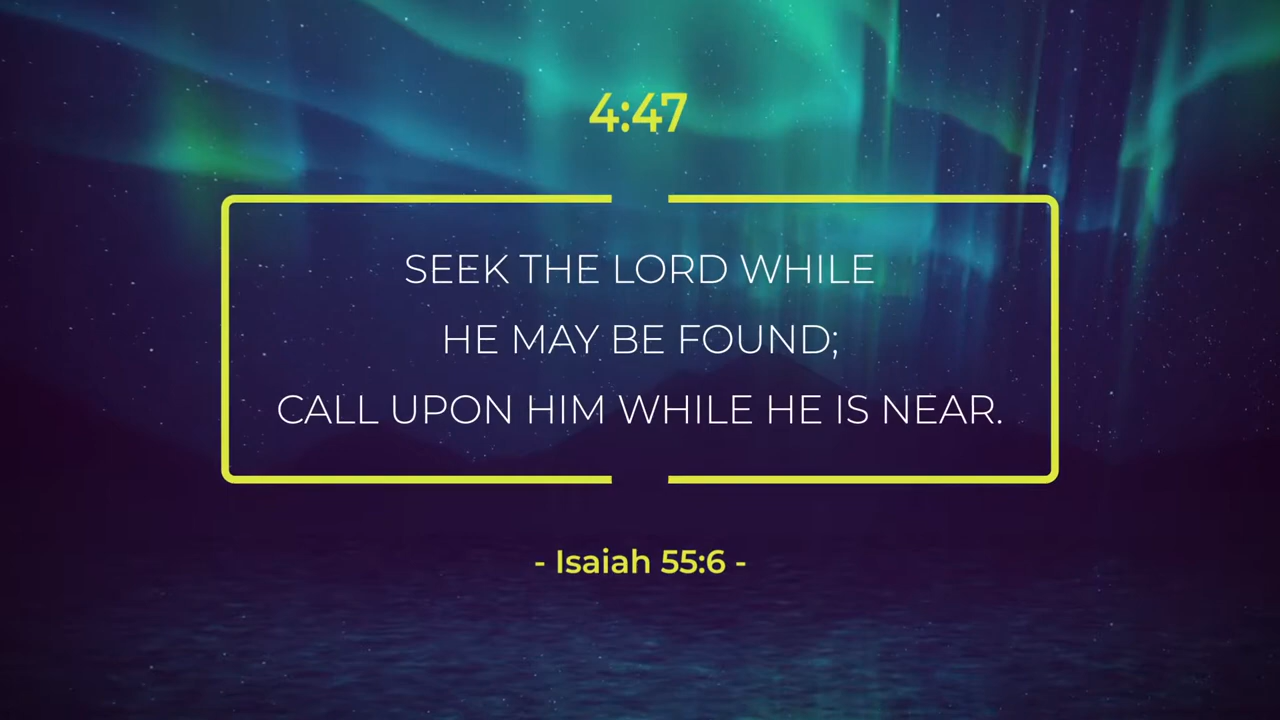 4:47
SEEK THE LORD WHILE
HE MAY BE FOUND;
CALL UPON HIM WHILE HE IS NEAR.
- Isaiah 55:6 -